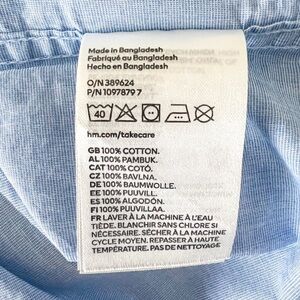 Made in Bangladesh
Fabriqué au Bangladesh
Hecho en Bangladesh
O/N 389624
P/N 1097879 7
40
hm.com/takecare
GB 100% COTTON.
AL 100% PAMBUK.
CAT 100% COTÓ.
CZ 100% BAVLNA.
DE 100% BAUMWOLLE.
EE 100% PUUVILL.
ES 100% ALGODÓN.
FI 100% PUUVILLAA.
FR LAVER À LA MACHINE À L'EAU
TIÈDE. BLANCHIR SANS CHLORE SI
NÉCESSAIRE. SÉCHER À LA MACHINE
CYCLE MOYEN. REPASSER À HAUTE
TEMPÉRATURE. PAS DE NETTOYAGE